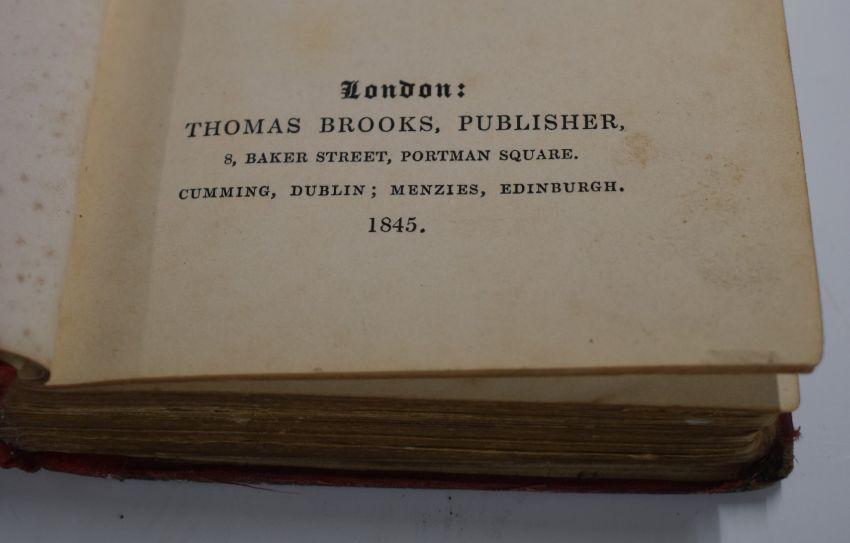 London:
THOMAS BROOKS, PUBLISHER,
8, BAKER STREET, PORTMAN SQUARE.
CUMMING, DUBLIN; MENZIES, EDINBURGH.
1845.